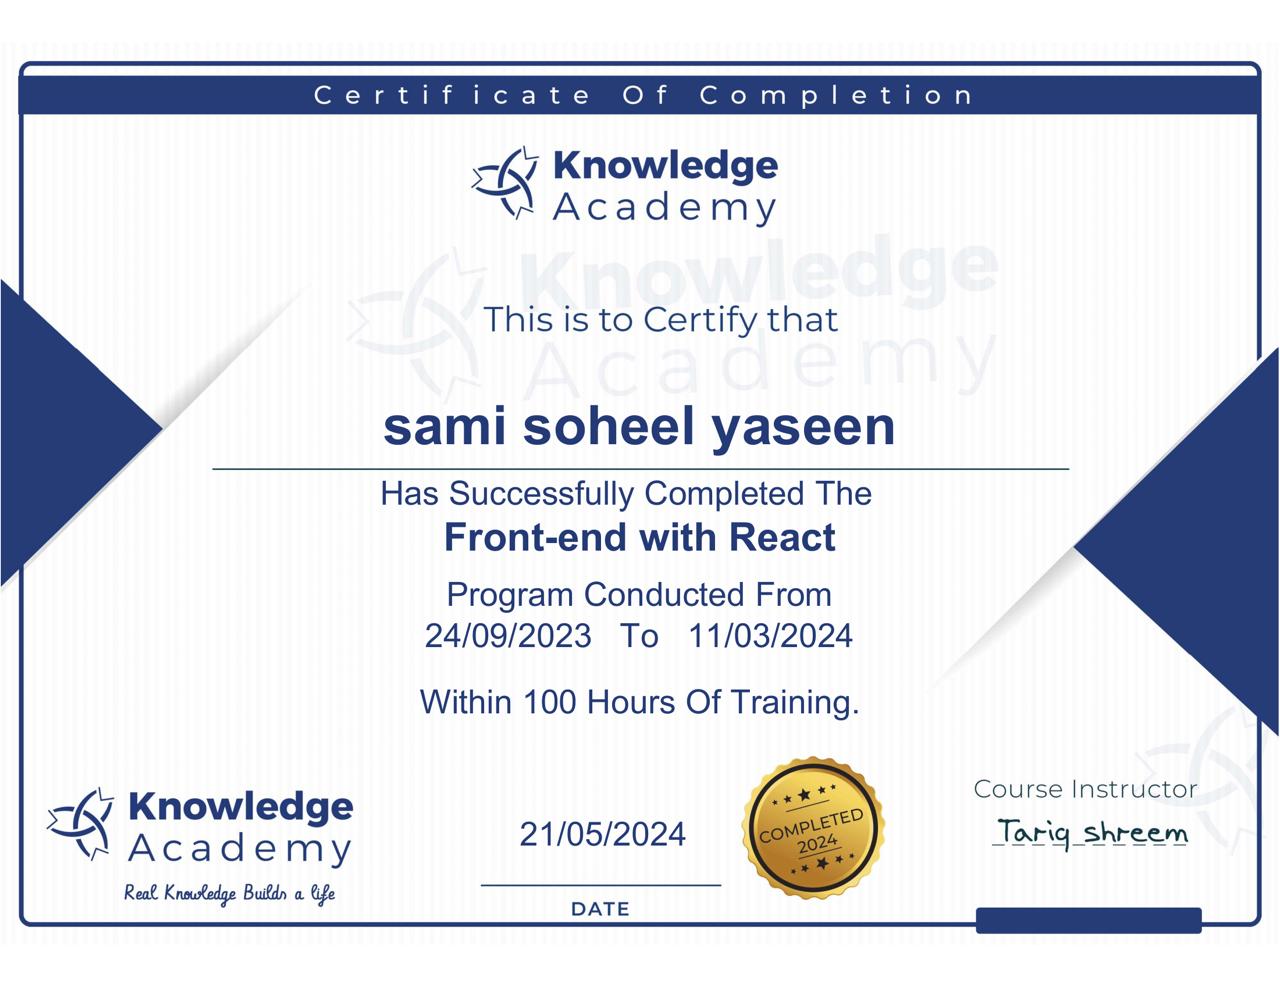 Certificate Of Completion
Knowledge
Academy
Knowledge
Academy
This is to Certify that
sami soheel yaseen
Has Successfully Completed The
Front-end with React
Program Conducted From
24/09/2023 To 11/03/2024
Within 100 Hours Of Training.
Knowledge
Academy
Real Knowledge Builds a life
21/05/2024
DATE
COMPLETED
2024
Course Instructor
Tariq shreem